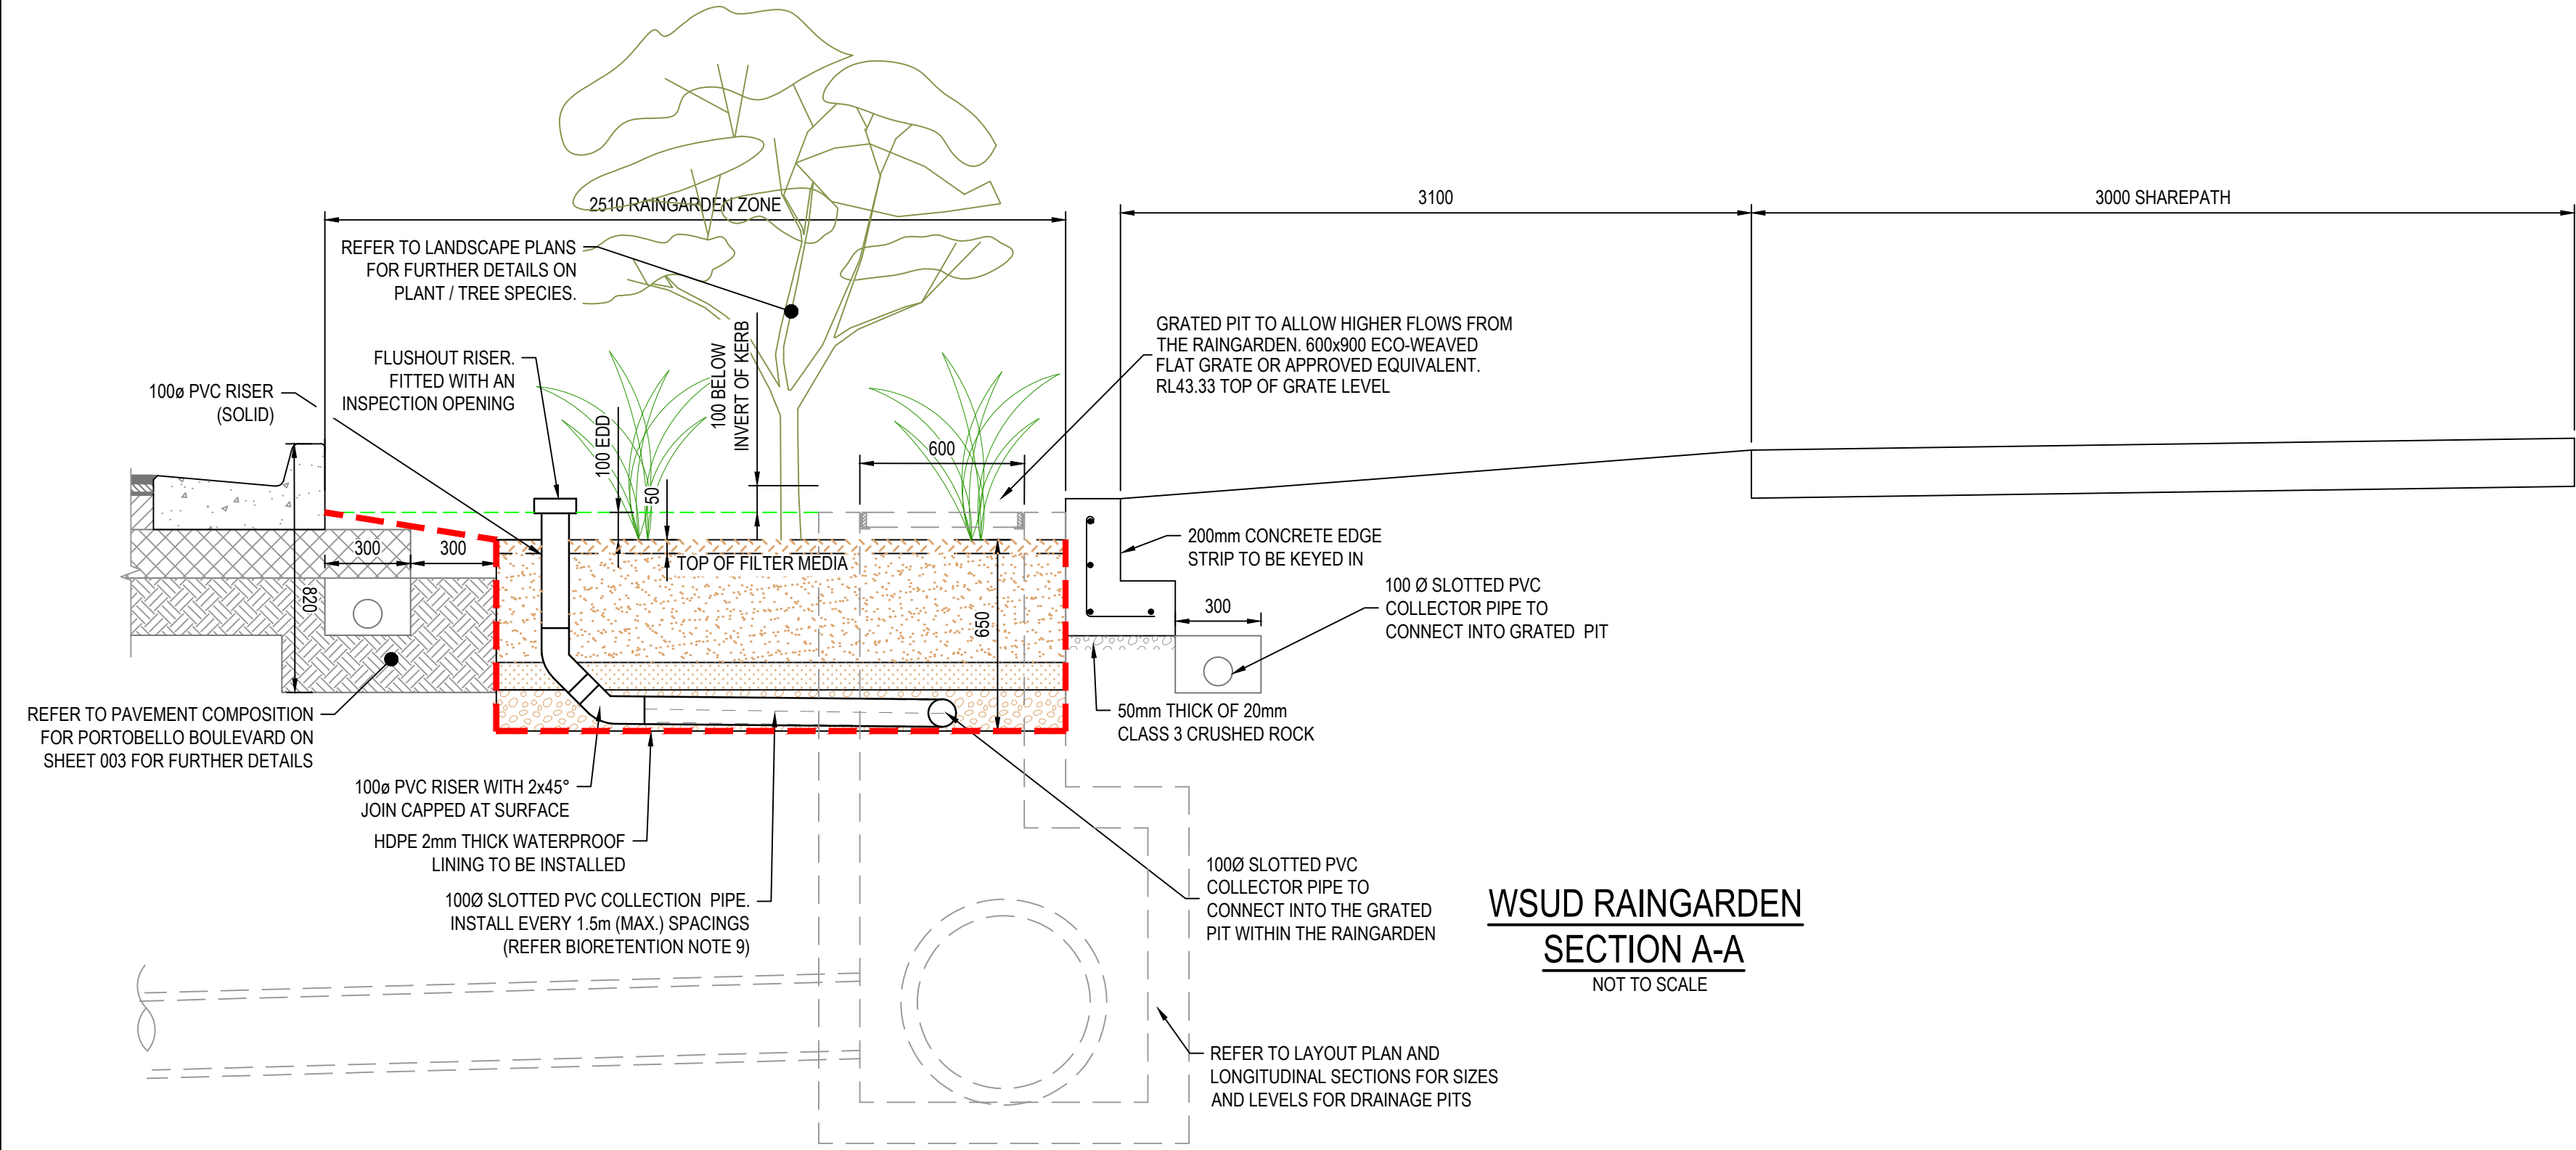 2510 RAINGARDEN ZONE
3100
3000 SHAREPATH
REFER TO LANDSCAPE PLANS
FOR FURTHER DETAILS ON
PLANT / TREE SPECIES.
GRATED PIT TO ALLOW HIGHER FLOWS FROM
THE RAINGARDEN. 600x900 ECO-WEAVED
FLAT GRATE OR APPROVED EQUIVALENT.
RL43.33 TOP OF GRATE LEVEL
FLUSHOUT RISER.
FITTED WITH AN
INSPECTION OPENING
100ø PVC RISER
(SOLID)
100 EDD
100 BELOW
INVERT OF KERB
50
600
300
300
820
TOP OF FILTER MEDIA
650
200mm CONCRETE EDGE
STRIP TO BE KEYED IN
300
100 Ø SLOTTED PVC
COLLECTOR PIPE TO
CONNECT INTO GRATED PIT
REFER TO PAVEMENT COMPOSITION
FOR PORTOBELLO BOULEVARD ON
SHEET 003 FOR FURTHER DETAILS
50mm THICK OF 20mm
CLASS 3 CRUSHED ROCK
100ø PVC RISER WITH 2x45°
JOIN CAPPED AT SURFACE
HDPE 2mm THICK WATERPROOF
LINING TO BE INSTALLED
100Ø SLOTTED PVC COLLECTION PIPE.
INSTALL EVERY 1.5m (MAX.) SPACINGS
(REFER BIORETENTION NOTE 9)
100Ø SLOTTED PVC
COLLECTOR PIPE TO
CONNECT INTO THE GRATED
PIT WITHIN THE RAINGARDEN
WSUD RAINGARDEN
SECTION A-A
NOT TO SCALE
REFER TO LAYOUT PLAN AND
LONGITUDINAL SECTIONS FOR SIZES
AND LEVELS FOR DRAINAGE PITS